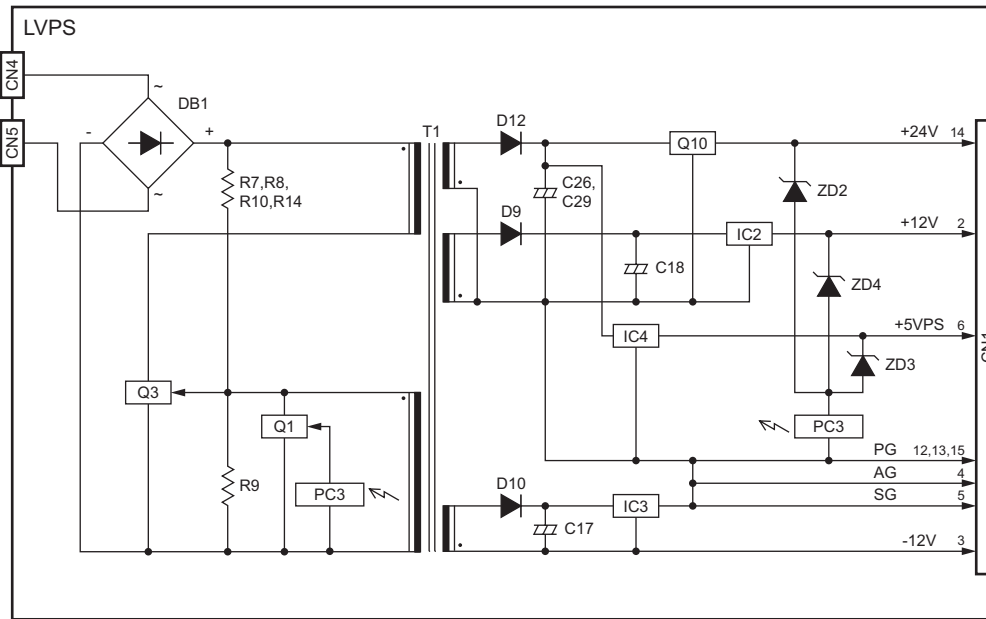 LVPS
CN4
~
DB1
CN5
-
+
~
T1
D12
Q10
+24V 14
R7,R8,
R10,R14
C26,
C29
ZD2
D9
IC2
+12V 2
C18
ZD4
IC4
+5VPS 6
ZD3
Q3
Q1
PC3
PC3
R9
PG 12,13,15
AG 4
SG 5
D10
IC3
C17
-12V 3